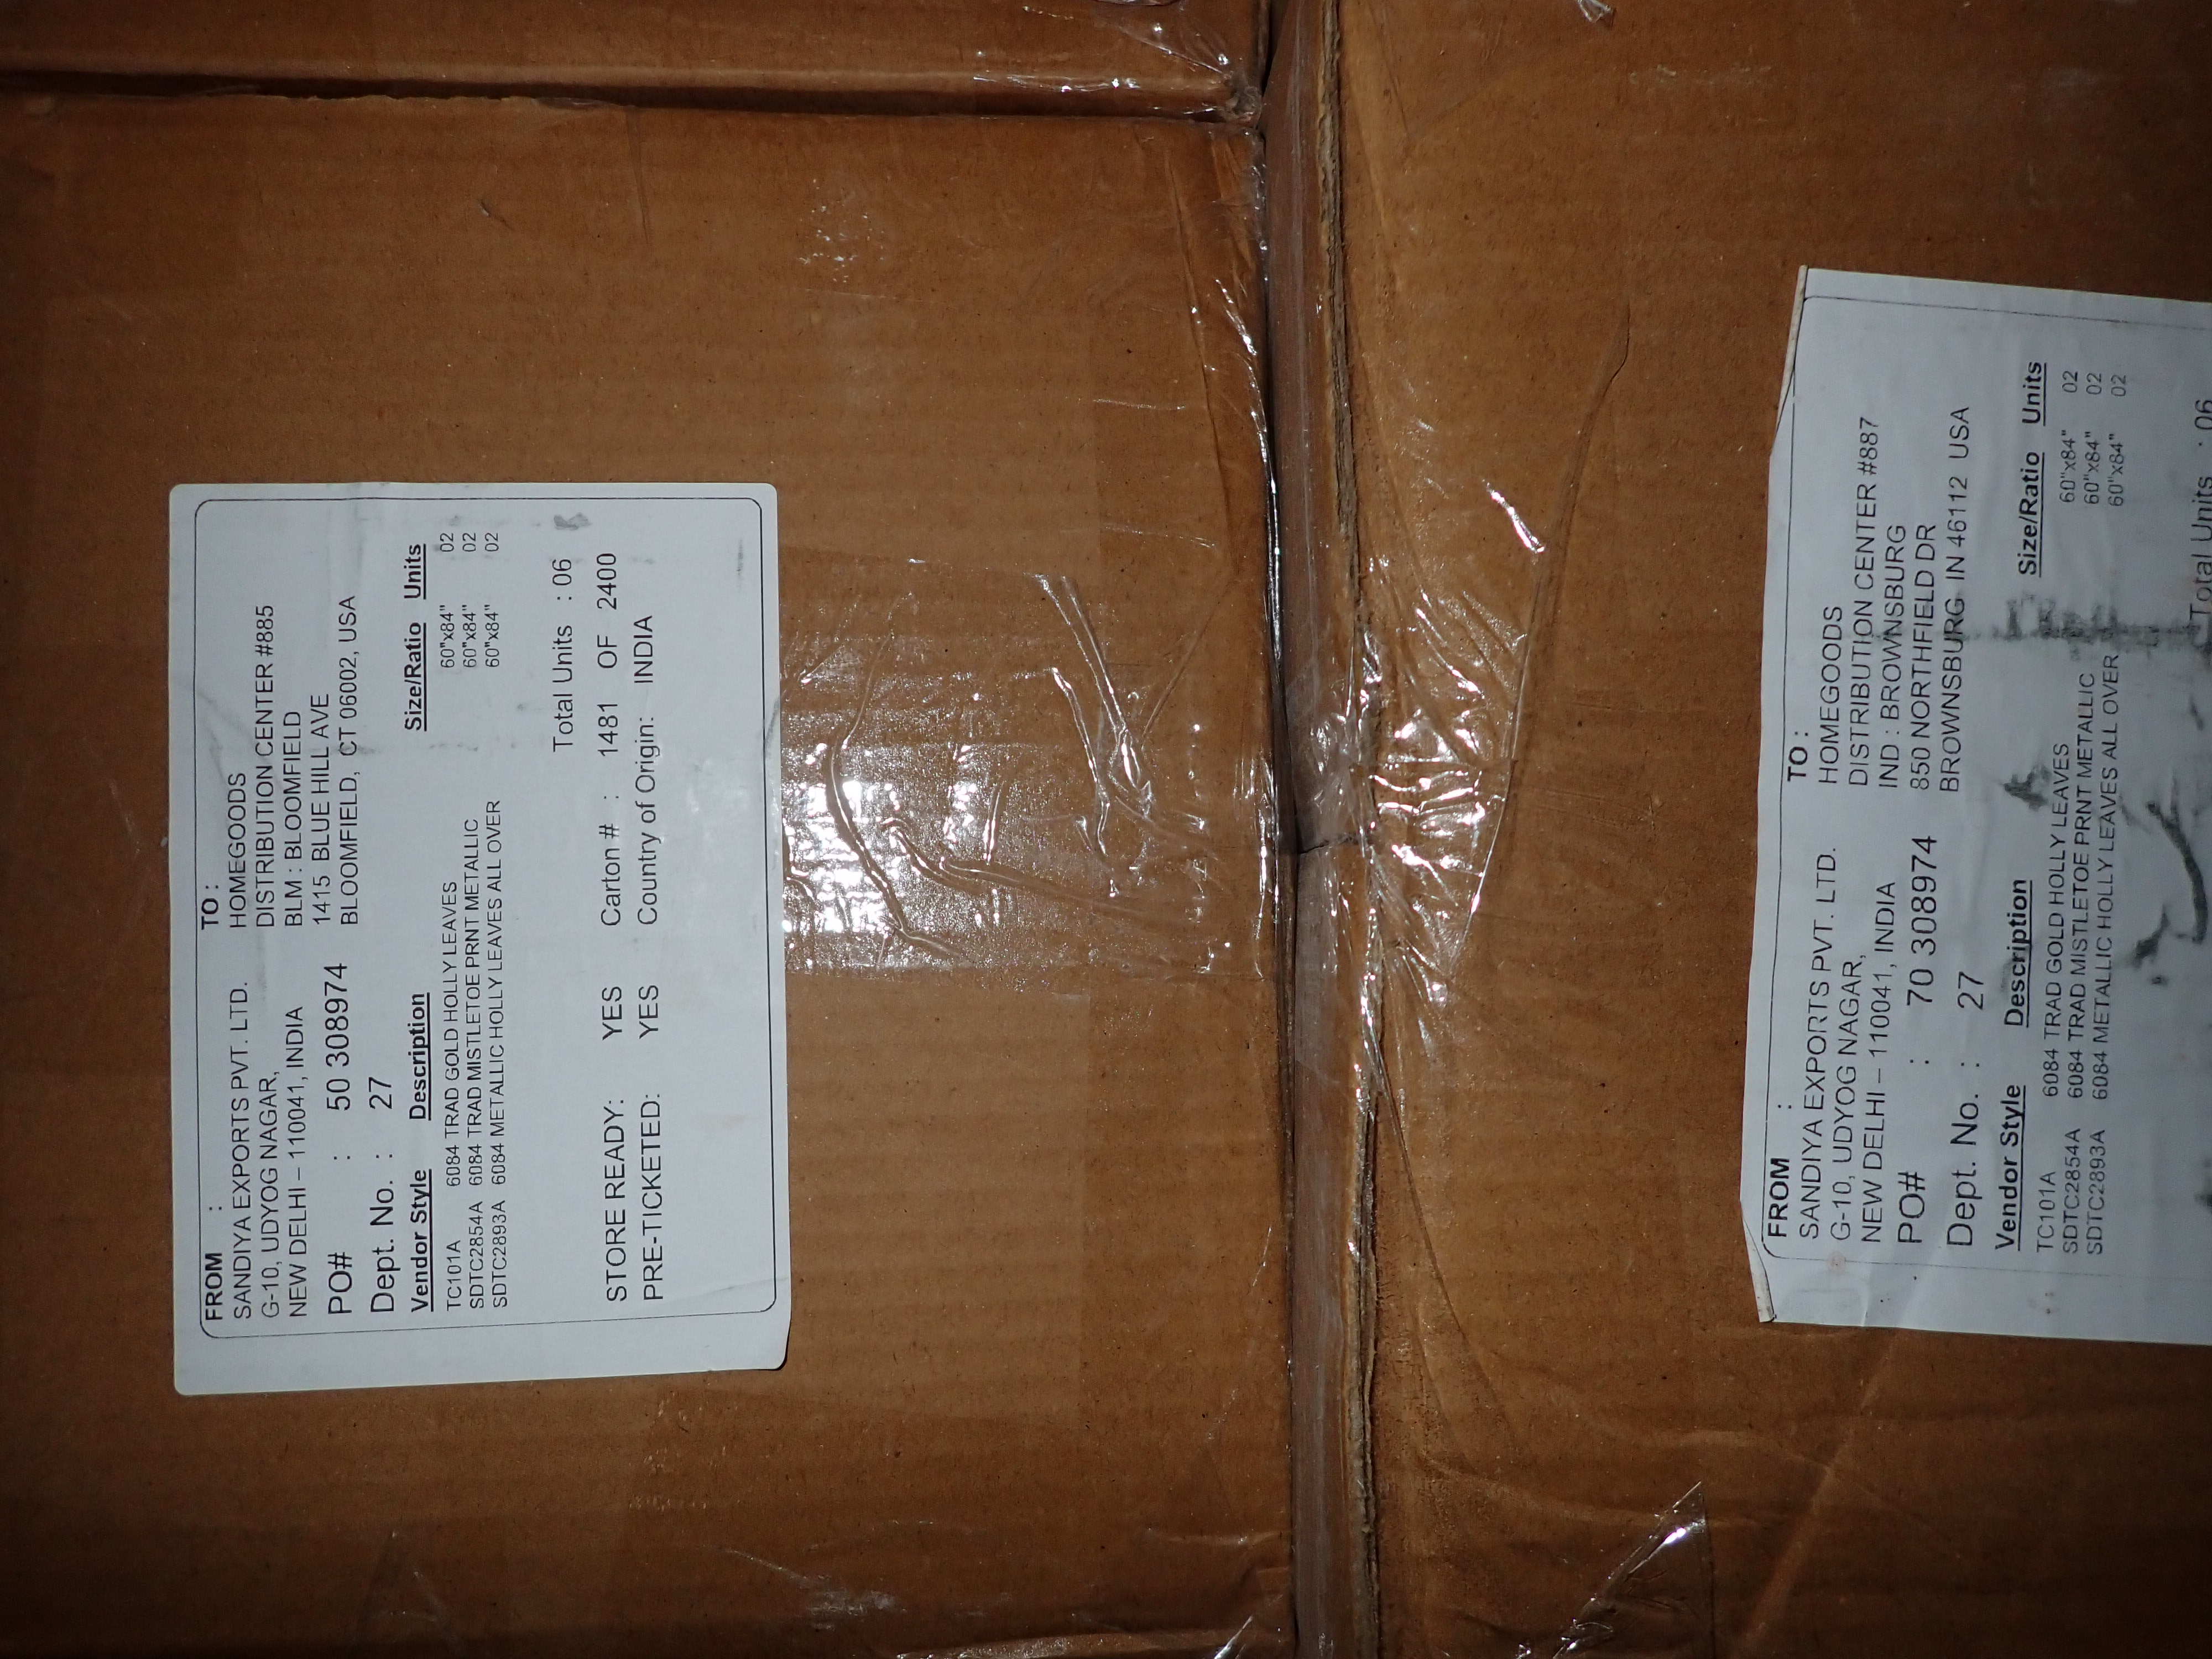 FROM :
SANDIYA EXPORTS PVT. LTD.
G-10, UDYOG NAGAR,
NEW DELHI – 110041, INDIA
PO# : 50 308974
Dept. No. : 27
TO :
HOMEGOODS
DISTRIBUTION CENTER #885
BLM : BLOOMFIELD
1415 BLUE HILL AVE
BLOOMFIELD, CT 06002, USA
Vendor Style Description Size/Ratio Units
TC101A 6084 TRAD GOLD HOLLY LEAVES 60"x84" 02
SDTC2854A 6084 TRAD MISTLETOE PRNT METALLIC 60"x84" 02
SDTC2893A 6084 METALLIC HOLLY LEAVES ALL OVER 60"x84" 02
Total Units : 06
STORE READY: YES Carton # : 1481 OF 2400
PRE-TICKETED: YES Country of Origin: INDIA
FROM :
SANDIYA EXPORTS PVT. LTD.
G-10, UDYOG NAGAR,
NEW DELHI – 110041, INDIA
PO# : 70 308974
Dept. No. : 27
TO :
HOMEGOODS
DISTRIBUTION CENTER #887
IND : BROWNSBURG
850 NORTHFIELD DR
BROWNSBURG IN 46112 USA
Vendor Style Description Size/Ratio Units
TC101A 6084 TRAD GOLD HOLLY LEAVES 60"x84" 02
SDTC2854A 6084 TRAD MISTLETOE PRNT METALLIC 60"x84" 02
SDTC2893A 6084 METALLIC HOLLY LEAVES ALL OVER 60"x84" 02
Total Units : 06